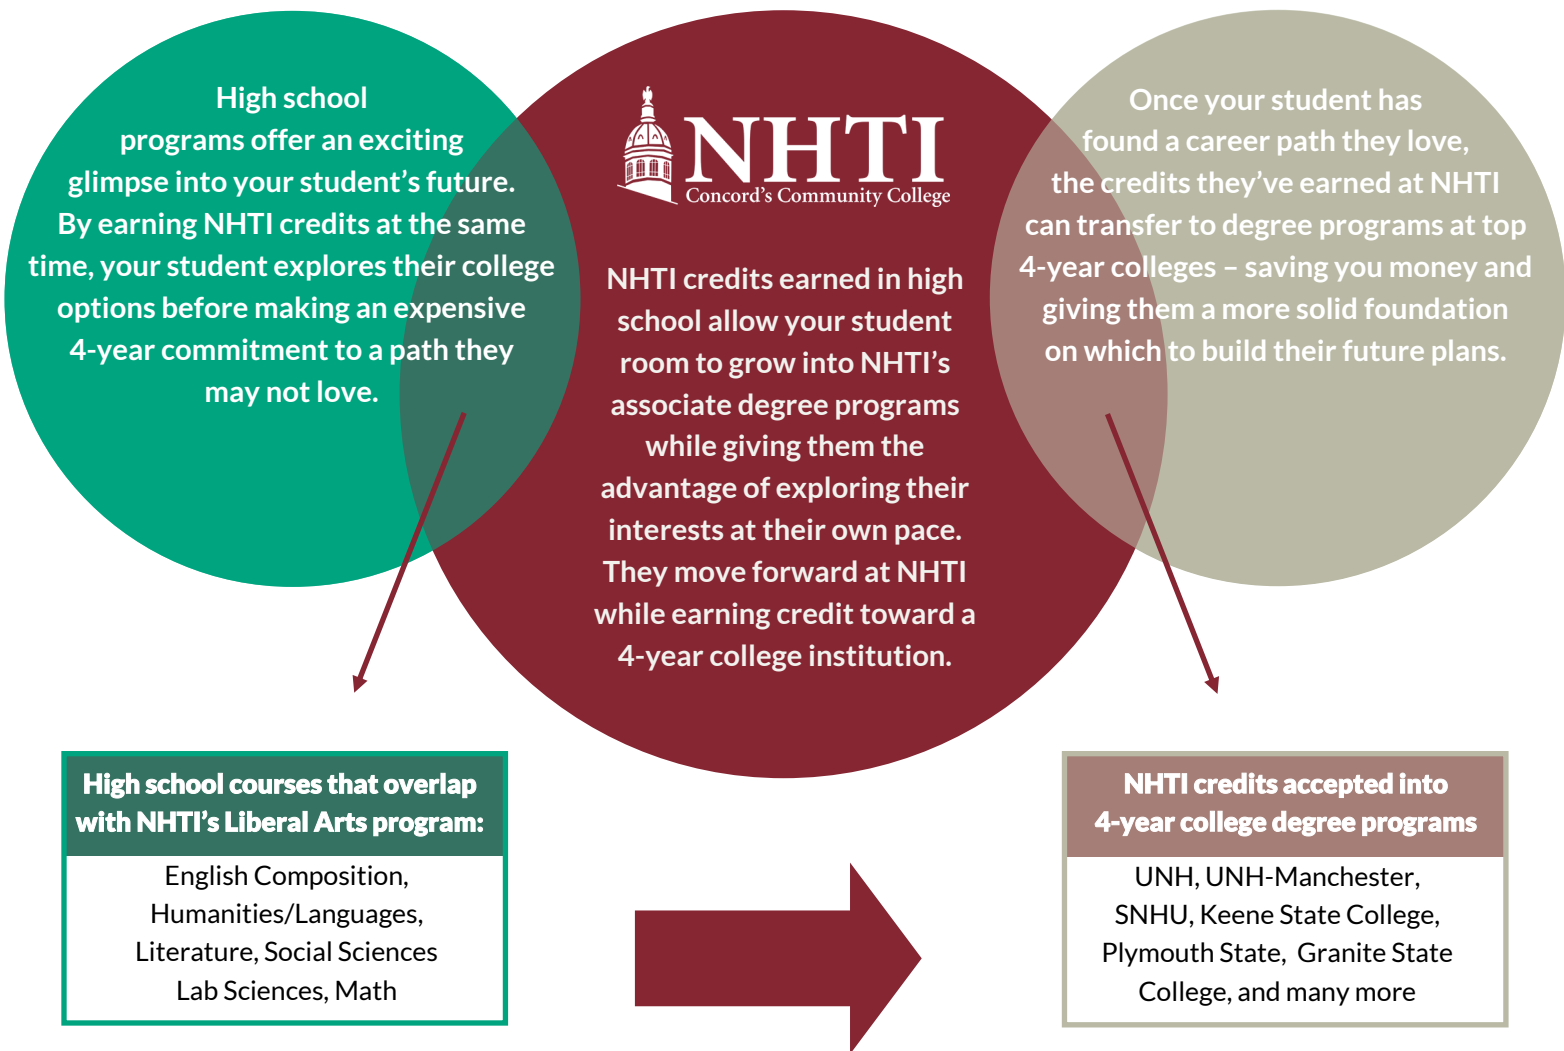 High school
programs offer an exciting
glimpse into your student’s future.
By earning NHTI credits at the same
time, your student explores their college
options before making an expensive
4-year commitment to a path they
may not love.
NHTI
Concord’s Community College
NHTI credits earned in high
school allow your student
room to grow into NHTI’s
associate degree programs
while giving them the
advantage of exploring their
interests at their own pace.
They move forward at NHTI
while earning credit toward a
4-year college institution.
Once your student has
found a career path they love,
the credits they’ve earned at NHTI
can transfer to degree programs at top
4-year colleges – saving you money and
giving them a more solid foundation
on which to build their future plans.
High school courses that overlap
with NHTI’s Liberal Arts program:
English Composition,
Humanities/Languages,
Literature, Social Sciences
Lab Sciences, Math
NHTI credits accepted into
4-year college degree programs
UNH, UNH-Manchester,
SNHU, Keene State College,
Plymouth State, Granite State
College, and many more